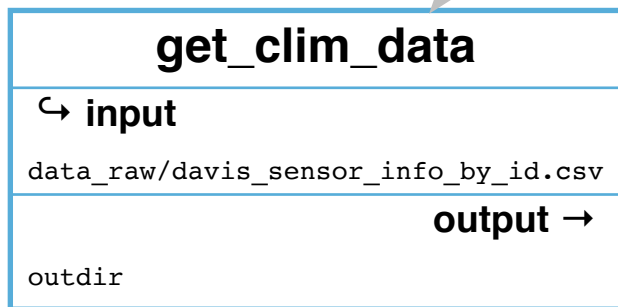 get_clim_data
↪ input
data_raw/davis_sensor_info_by_id.csv
output →
outdir